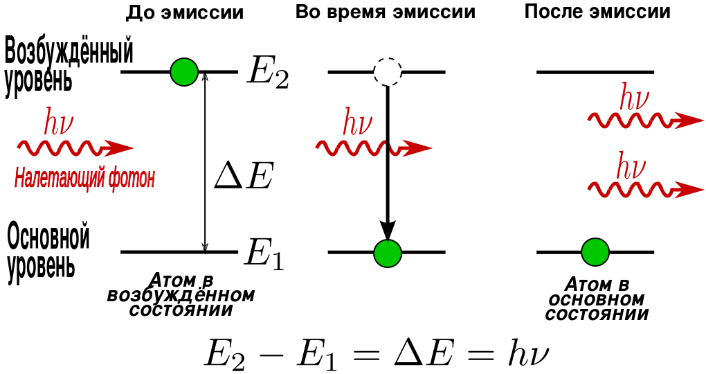 До эмиссии
Во время эмиссии
После эмиссии
Возбуждённый
уровень
E₂
hν
Налетающий фотон
ΔE
hν
hν
hν
Основной
уровень
E₁
Атом в
возбуждённом
состоянии
Атом в
основном
состоянии
E₂ − E₁ = ΔE = hν